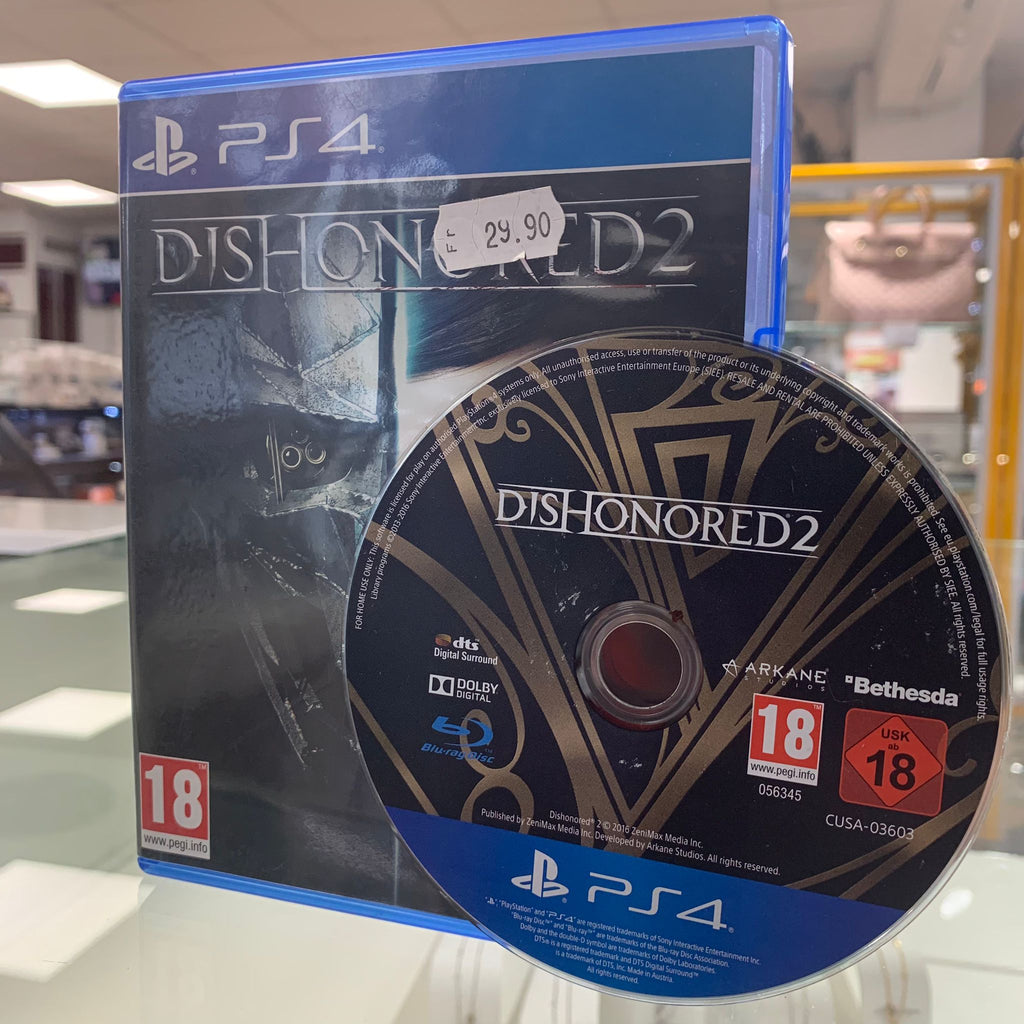 PS4
Fr 29.90
DISHONORED 2
18
www.pegi.info
FOR HOME USE ONLY: This software is licensed for play on authorised PlayStation 4 systems only. All unauthorised access, use or transfer of the product or its underlying copyright and trademark works is prohibited. See eu.playstation.com/legal for full usage rights.
Library programs ©2013-2016 Sony Interactive Entertainment Inc. exclusively licensed to Sony Interactive Entertainment Europe (SIEE). RESALE AND RENTAL ARE PROHIBITED UNLESS EXPRESSLY AUTHORISED BY SIEE. All rights reserved.
DISHONORED 2
dts
Digital Surround
DOLBY
DIGITAL
Blu-ray Disc
ARKANE
STUDIOS
Bethesda
18
www.pegi.info
056345
USK
ab
18
CUSA-03603
Dishonored® 2 © 2016 ZeniMax Media Inc.
Published by ZeniMax Media Inc. Developed by Arkane Studios. All rights reserved.
PS4
"PlayStation" and "PS4" are registered trademarks of Sony Interactive Entertainment Inc.
"Blu-ray Disc™" and "Blu-ray™" are trademarks of the Blu-ray Disc Association.
Dolby and the double-D symbol are trademarks of Dolby Laboratories.
DTS® is a registered trademark and DTS Digital Surround™
is a trademark of DTS, Inc. Made in Austria.
All rights reserved.